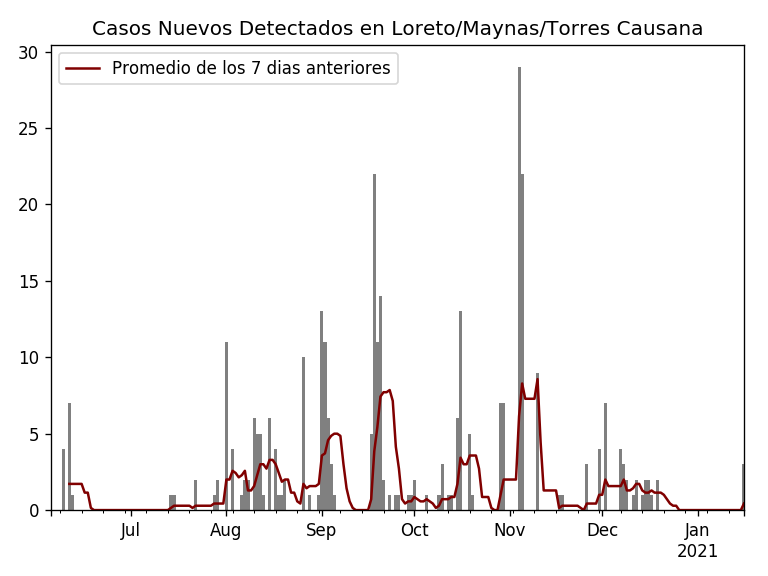 Casos Nuevos Detectados en Loreto/Maynas/Torres Causana
Promedio de los 7 dias anteriores
30
25
20
15
10
5
0
Jul Aug Sep Oct Nov Dec Jan
2021